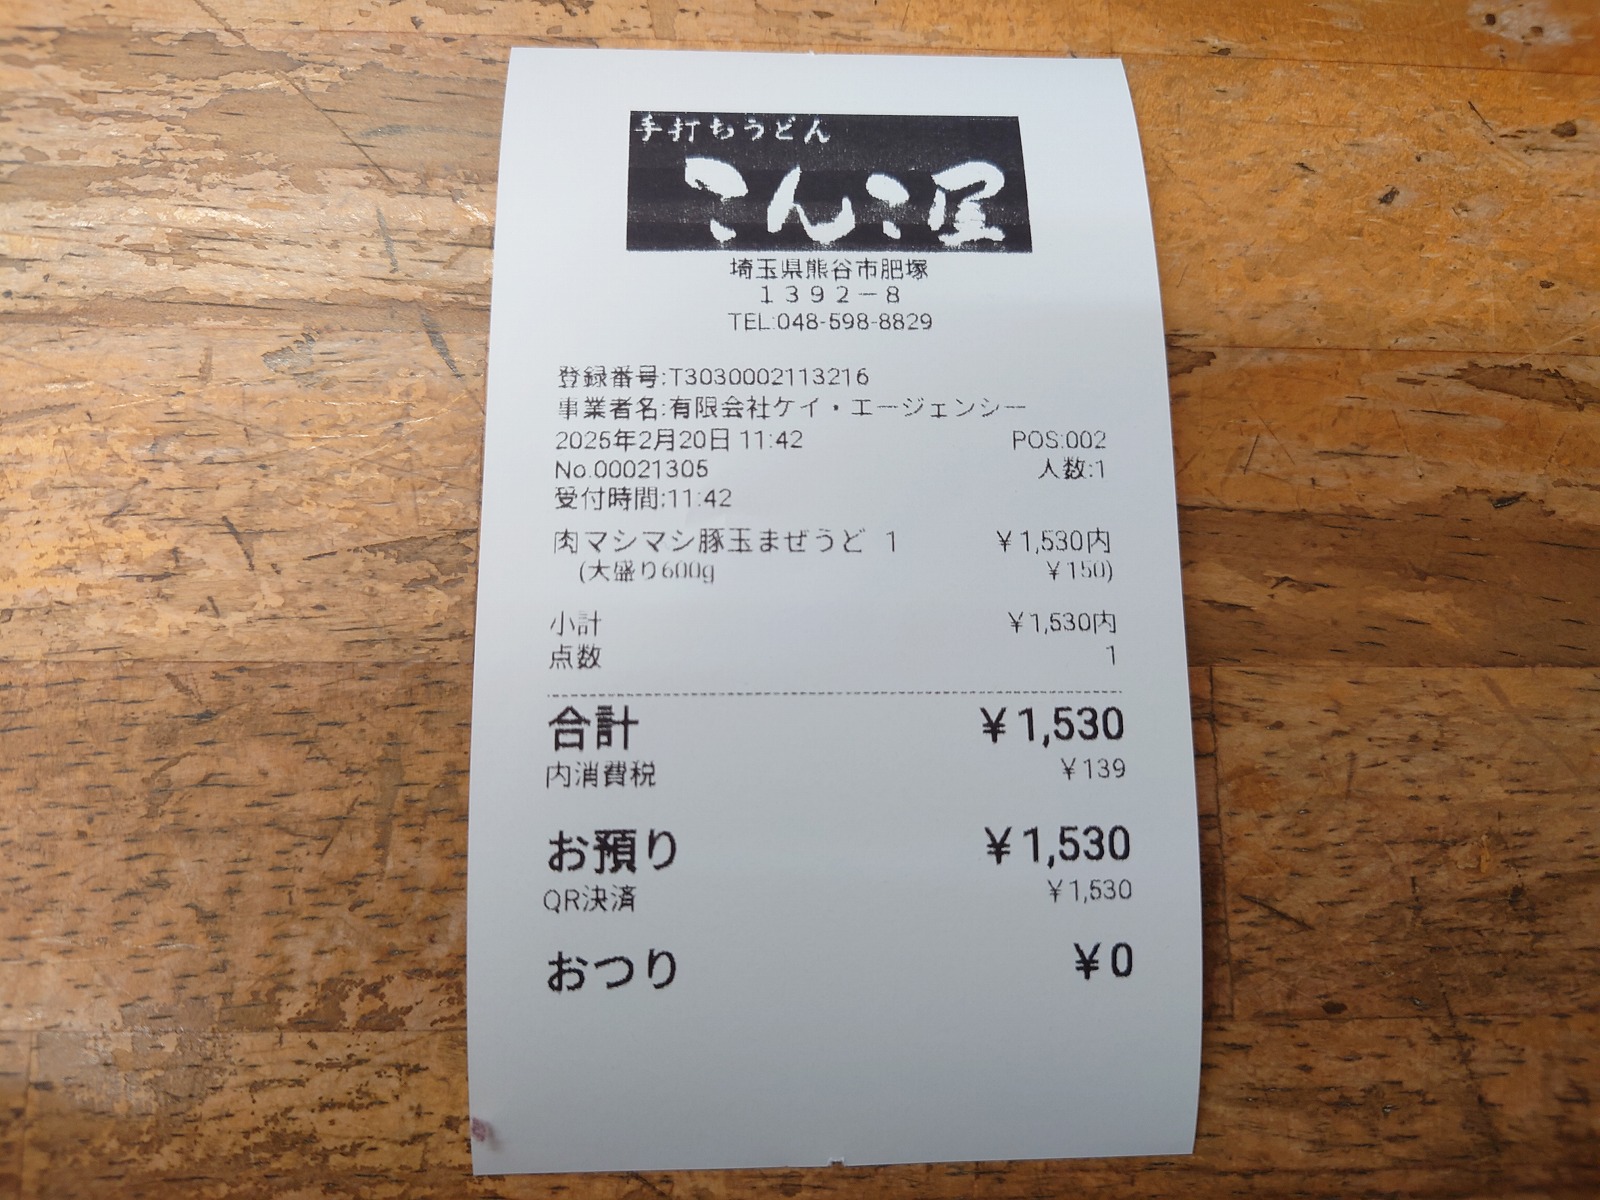 手打ちうどん
こんこ屋
埼玉県熊谷市肥塚
１３９２－８
TEL:048-598-8829
登録番号:T3030002113216
事業者名:有限会社ケイ・エージェンシー
2025年2月20日 11:42 POS:002
No.00021305 人数:1
受付時間:11:42
肉マシマシ豚玉まぜうど 1 ¥1,530内
(大盛り600g ¥150)
小計 ¥1,530内
点数 1
合計 ¥1,530
内消費税 ¥139
お預り ¥1,530
QR決済 ¥1,530
おつり ¥0